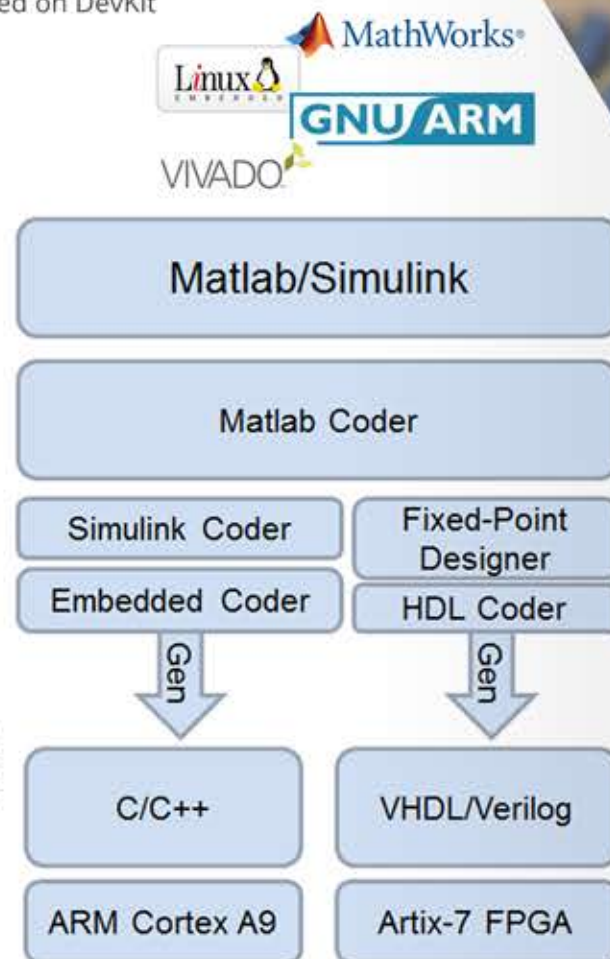 ed on DevKit
MathWorks®
Linux
EMBEDDED
GNU/ARM
VIVADO
Matlab/Simulink
Matlab Coder
Simulink Coder
Fixed-Point
Designer
Embedded Coder
HDL Coder
Gen
Gen
C/C++
VHDL/Verilog
ARM Cortex A9
Artix-7 FPGA